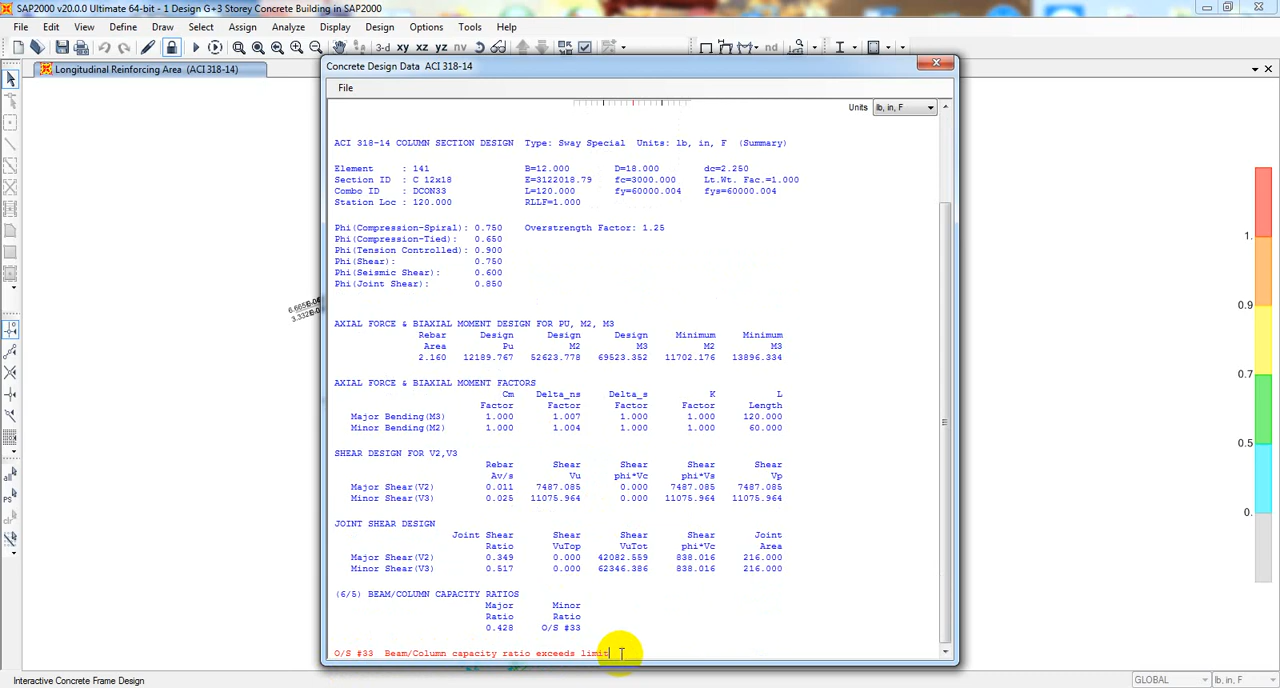 SAP2000 v20.0.0 Ultimate 64-bit - 1 Design G+3 Storey Concrete Building in SAP2000
File Edit View Define Draw Select Assign Analyze Display Design Options Tools Help
3-d xy xz yz nv nd
Longitudinal Reinforcing Area (ACI 318-14)
Concrete Design Data ACI 318-14
File
Units lb, in, F
ACI 318-14 COLUMN SECTION DESIGN Type: Sway Special Units: lb, in, F (Summary)
Element : 141 B=12.000 D=18.000 dc=2.250
Section ID : C 12x18 E=3122018.79 fc=3000.000 Lt.Wt. Fac.=1.000
Combo ID : DCON33 L=120.000 fy=60000.004 fys=60000.004
Station Loc : 120.000 RLLF=1.000
Phi(Compression-Spiral): 0.750 Overstrength Factor: 1.25
Phi(Compression-Tied): 0.650
Phi(Tension Controlled): 0.900
Phi(Shear): 0.750
Phi(Seismic Shear): 0.600
Phi(Joint Shear): 0.850
AXIAL FORCE & BIAXIAL MOMENT DESIGN FOR PU, M2, M3
Rebar Design Design Design Minimum Minimum
Area Pu M2 M3 M2 M3
2.160 12189.767 52623.778 69523.352 11702.176 13896.334
AXIAL FORCE & BIAXIAL MOMENT FACTORS
Cm Delta_ns Delta_s K L
Factor Factor Factor Factor Length
Major Bending(M3) 1.000 1.007 1.000 1.000 120.000
Minor Bending(M2) 1.000 1.004 1.000 1.000 60.000
SHEAR DESIGN FOR V2,V3
Rebar Shear Shear Shear Shear
Av/s Vu phi*Vc phi*Vs Vp
Major Shear(V2) 0.011 7487.085 0.000 7487.085 7487.085
Minor Shear(V3) 0.025 11075.964 0.000 11075.964 11075.964
JOINT SHEAR DESIGN
Joint Shear Shear Shear Shear Joint
Ratio VuTop VuTot phi*Vc Area
Major Shear(V2) 0.349 0.000 42082.559 838.016 216.000
Minor Shear(V3) 0.517 0.000 62346.386 838.016 216.000
(6/5) BEAM/COLUMN CAPACITY RATIOS
Major Minor
Ratio Ratio
0.428 O/S #33
O/S #33 Beam/Column capacity ratio exceeds limit
1.
0.9
0.7
0.5
0.
all
PS
clr
Interactive Concrete Frame Design
GLOBAL
lb, in, F